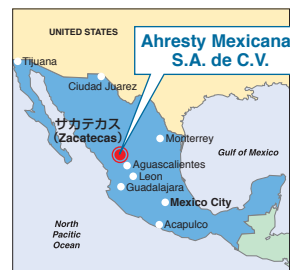 UNITED STATES
Ahresty Mexicana
S.A. de C.V.
Tijuana
Ciudad Juarez
サカテカス
(Zacatecas)
Monterrey
Gulf of Mexico
Aguascalientes
Leon
Guadalajara
Mexico City
North
Pacific
Ocean
Acapulco